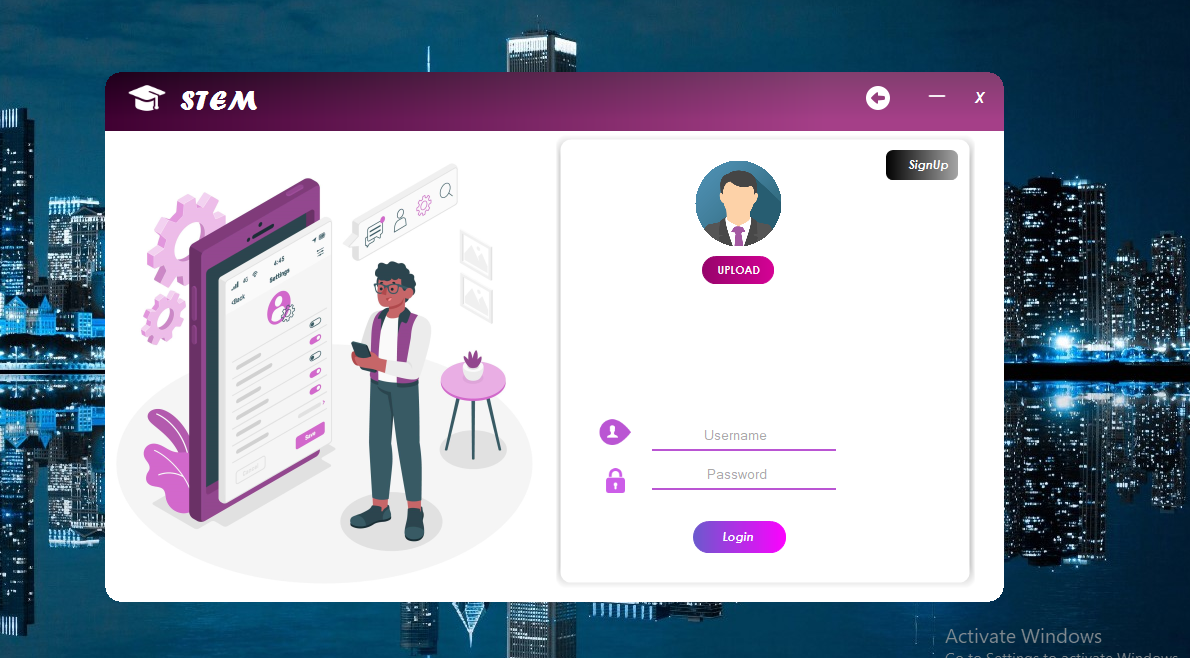 STEM
X
SignUp
UPLOAD
4G
4:45
<Back
Settings
Save
Username
Password
Login
Activate Windows
Go to Settings to activate Windows.